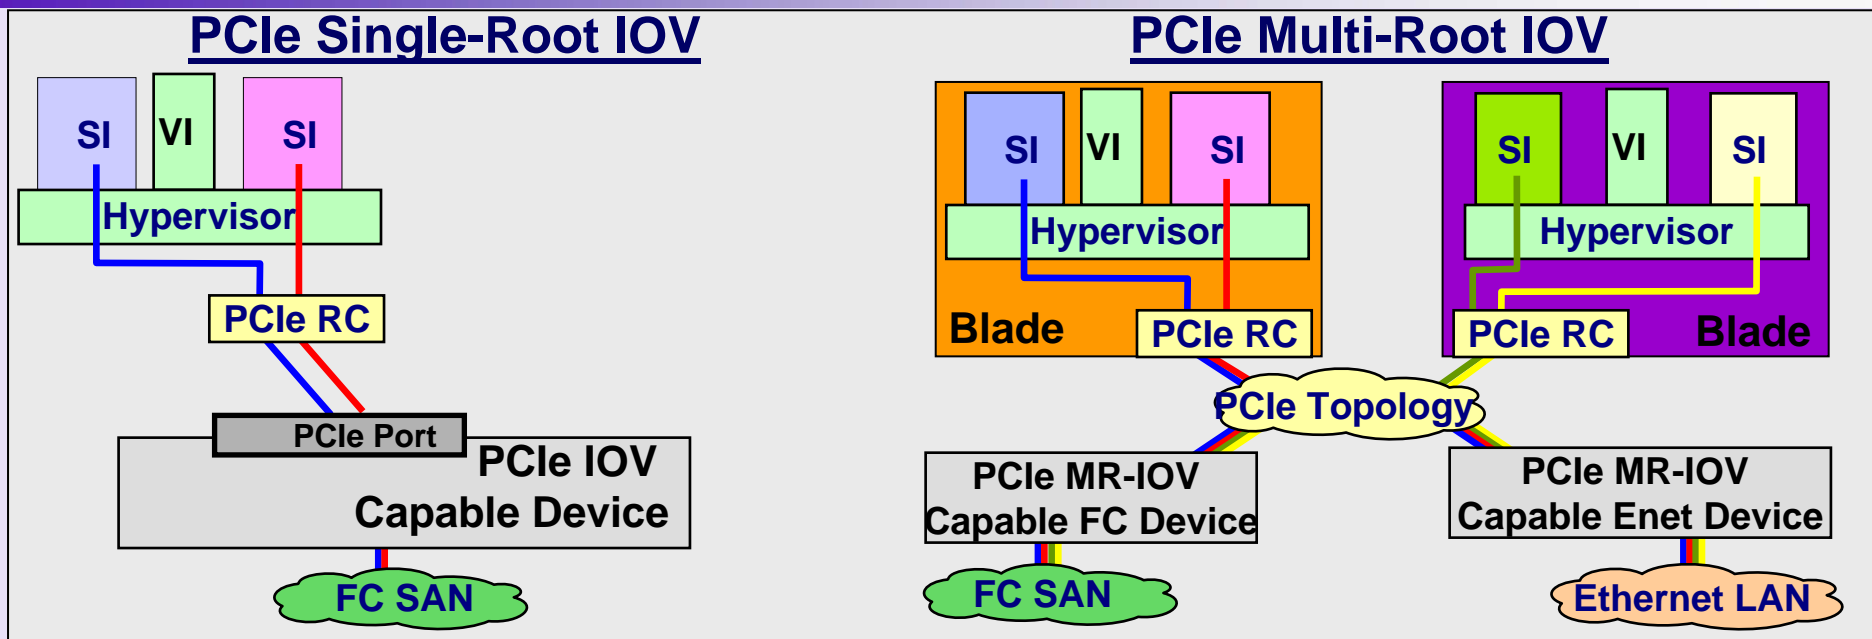 PCIe Single-Root IOV
SI
VI
SI
Hypervisor
PCIe RC
PCIe Port
PCIe IOV
Capable Device
FC SAN
PCIe Multi-Root IOV
SI
VI
SI
Hypervisor
Blade
PCIe RC
SI
VI
SI
Hypervisor
PCIe RC
Blade
PCIe Topology
PCIe MR-IOV
Capable FC Device
PCIe MR-IOV
Capable Enet Device
FC SAN
Ethernet LAN